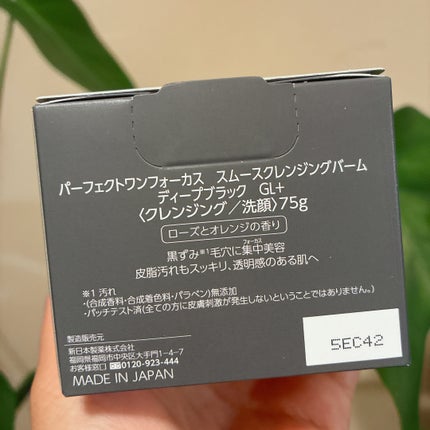 パーフェクトワンフォーカス スムースクレンジングバーム
ディープブラック GL+
〈クレンジング/洗顔〉75g
ローズとオレンジの香り
フォーカス
黒ずみ※1毛穴に集中美容
皮脂汚れもスッキリ、透明感のある肌へ
※1 汚れ
・(合成香料・合成着色料・パラベン)無添加
・パッチテスト済(全ての方に皮膚刺激が発生しないということではありません。)
製造販売元
新日本製薬株式会社
福岡県福岡市中央区大手門1-4-7
お客様窓口 0120-923-444
MADE IN JAPAN
5EC42